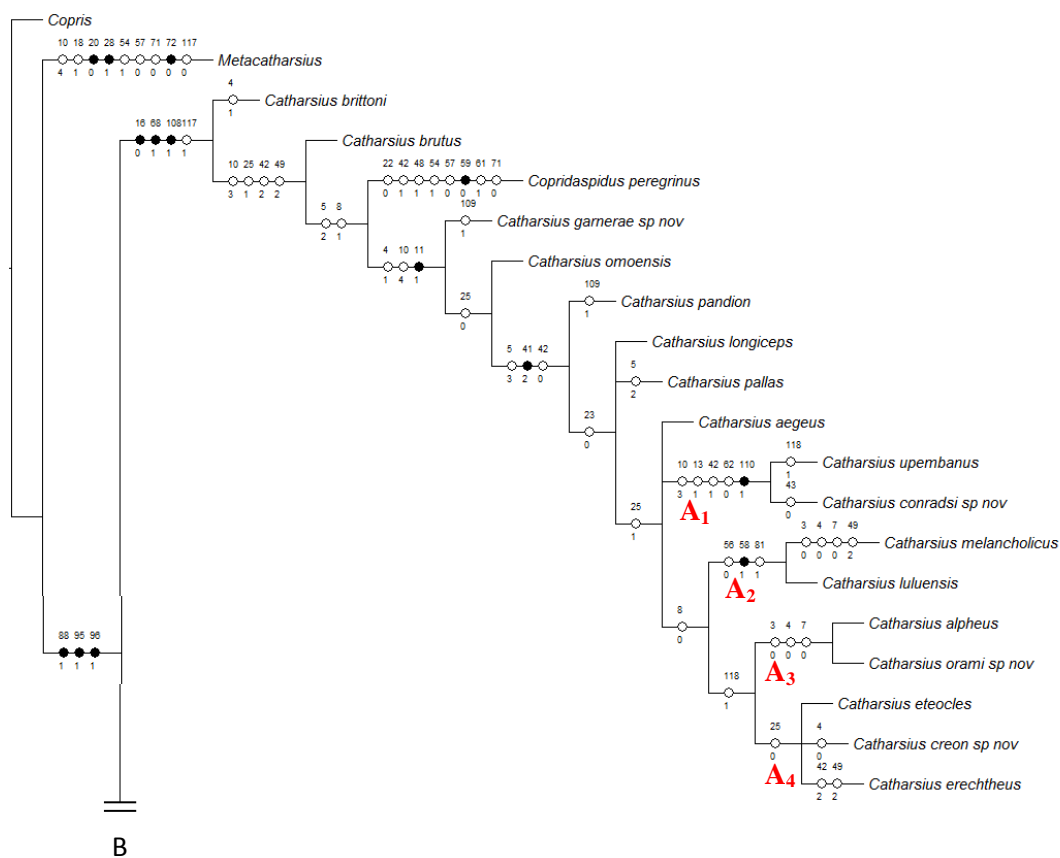 Copris
10 18 20 28 54 57 71 72 117
Metacatharsius
4 1 0 1 1 0 0 0 0
4
Catharsius brittoni
1
16 68 108 117
0 1 1 1
Catharsius brutus
10 25 42 49
3 1 2 2
22 42 48 54 57 59 61 71
Copridaspidus peregrinus
0 1 1 1 0 0 1 0
5 8
2 1
109
Catharsius garnerae sp nov
1
4 10 11
1 4 1
Catharsius omoensis
25
0
109
Catharsius pandion
1
5 41 42
3 2 0
Catharsius longiceps
5
Catharsius pallas
2
23
0
Catharsius aegeus
10 13 42 62 110
3 1 1 0 1
A1
118
Catharsius upembanus
1
43
Catharsius conradsi sp nov
0
25
1
3 4 7 49
Catharsius melancholicus
0 0 0 2
56 58 81
0 1 1
A2
Catharsius luluensis
8
0
Catharsius alpheus
3 4 7
0 0 0
A3
Catharsius orami sp nov
88 95 96
1 1 1
118
1
Catharsius eteocles
25
0
A4
4
Catharsius creon sp nov
0
42 49
Catharsius erechtheus
2 2
B